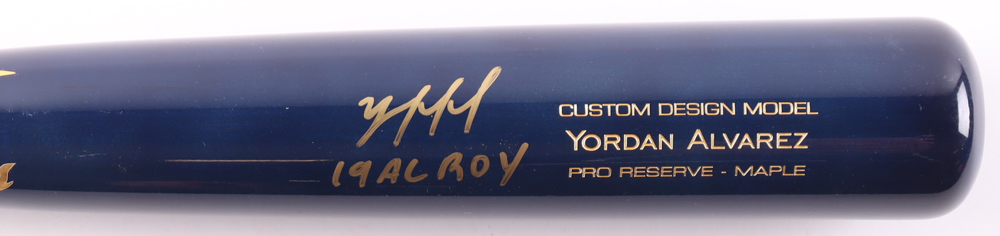 19 AL ROY
CUSTOM DESIGN MODEL
YORDAN ALVAREZ
PRO RESERVE - MAPLE